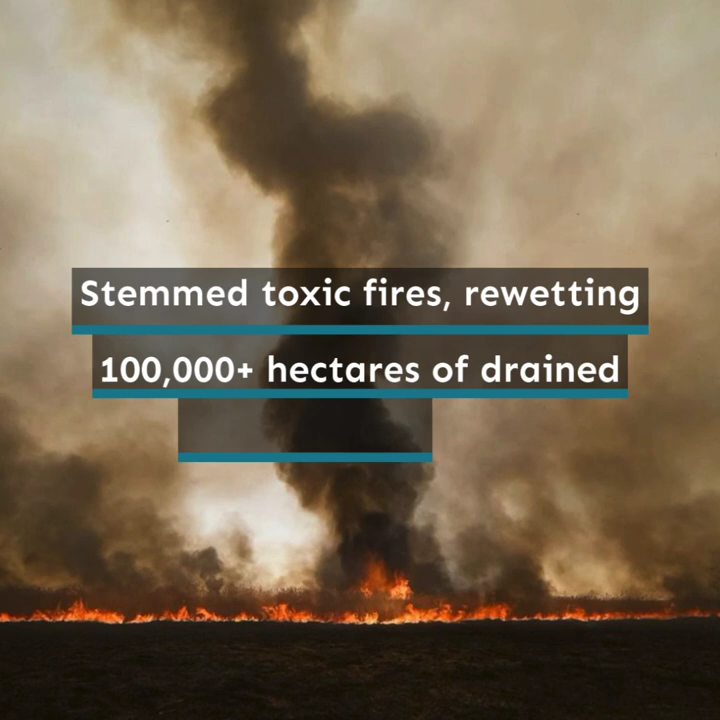 Stemmed toxic fires, rewetting
100,000+ hectares of drained